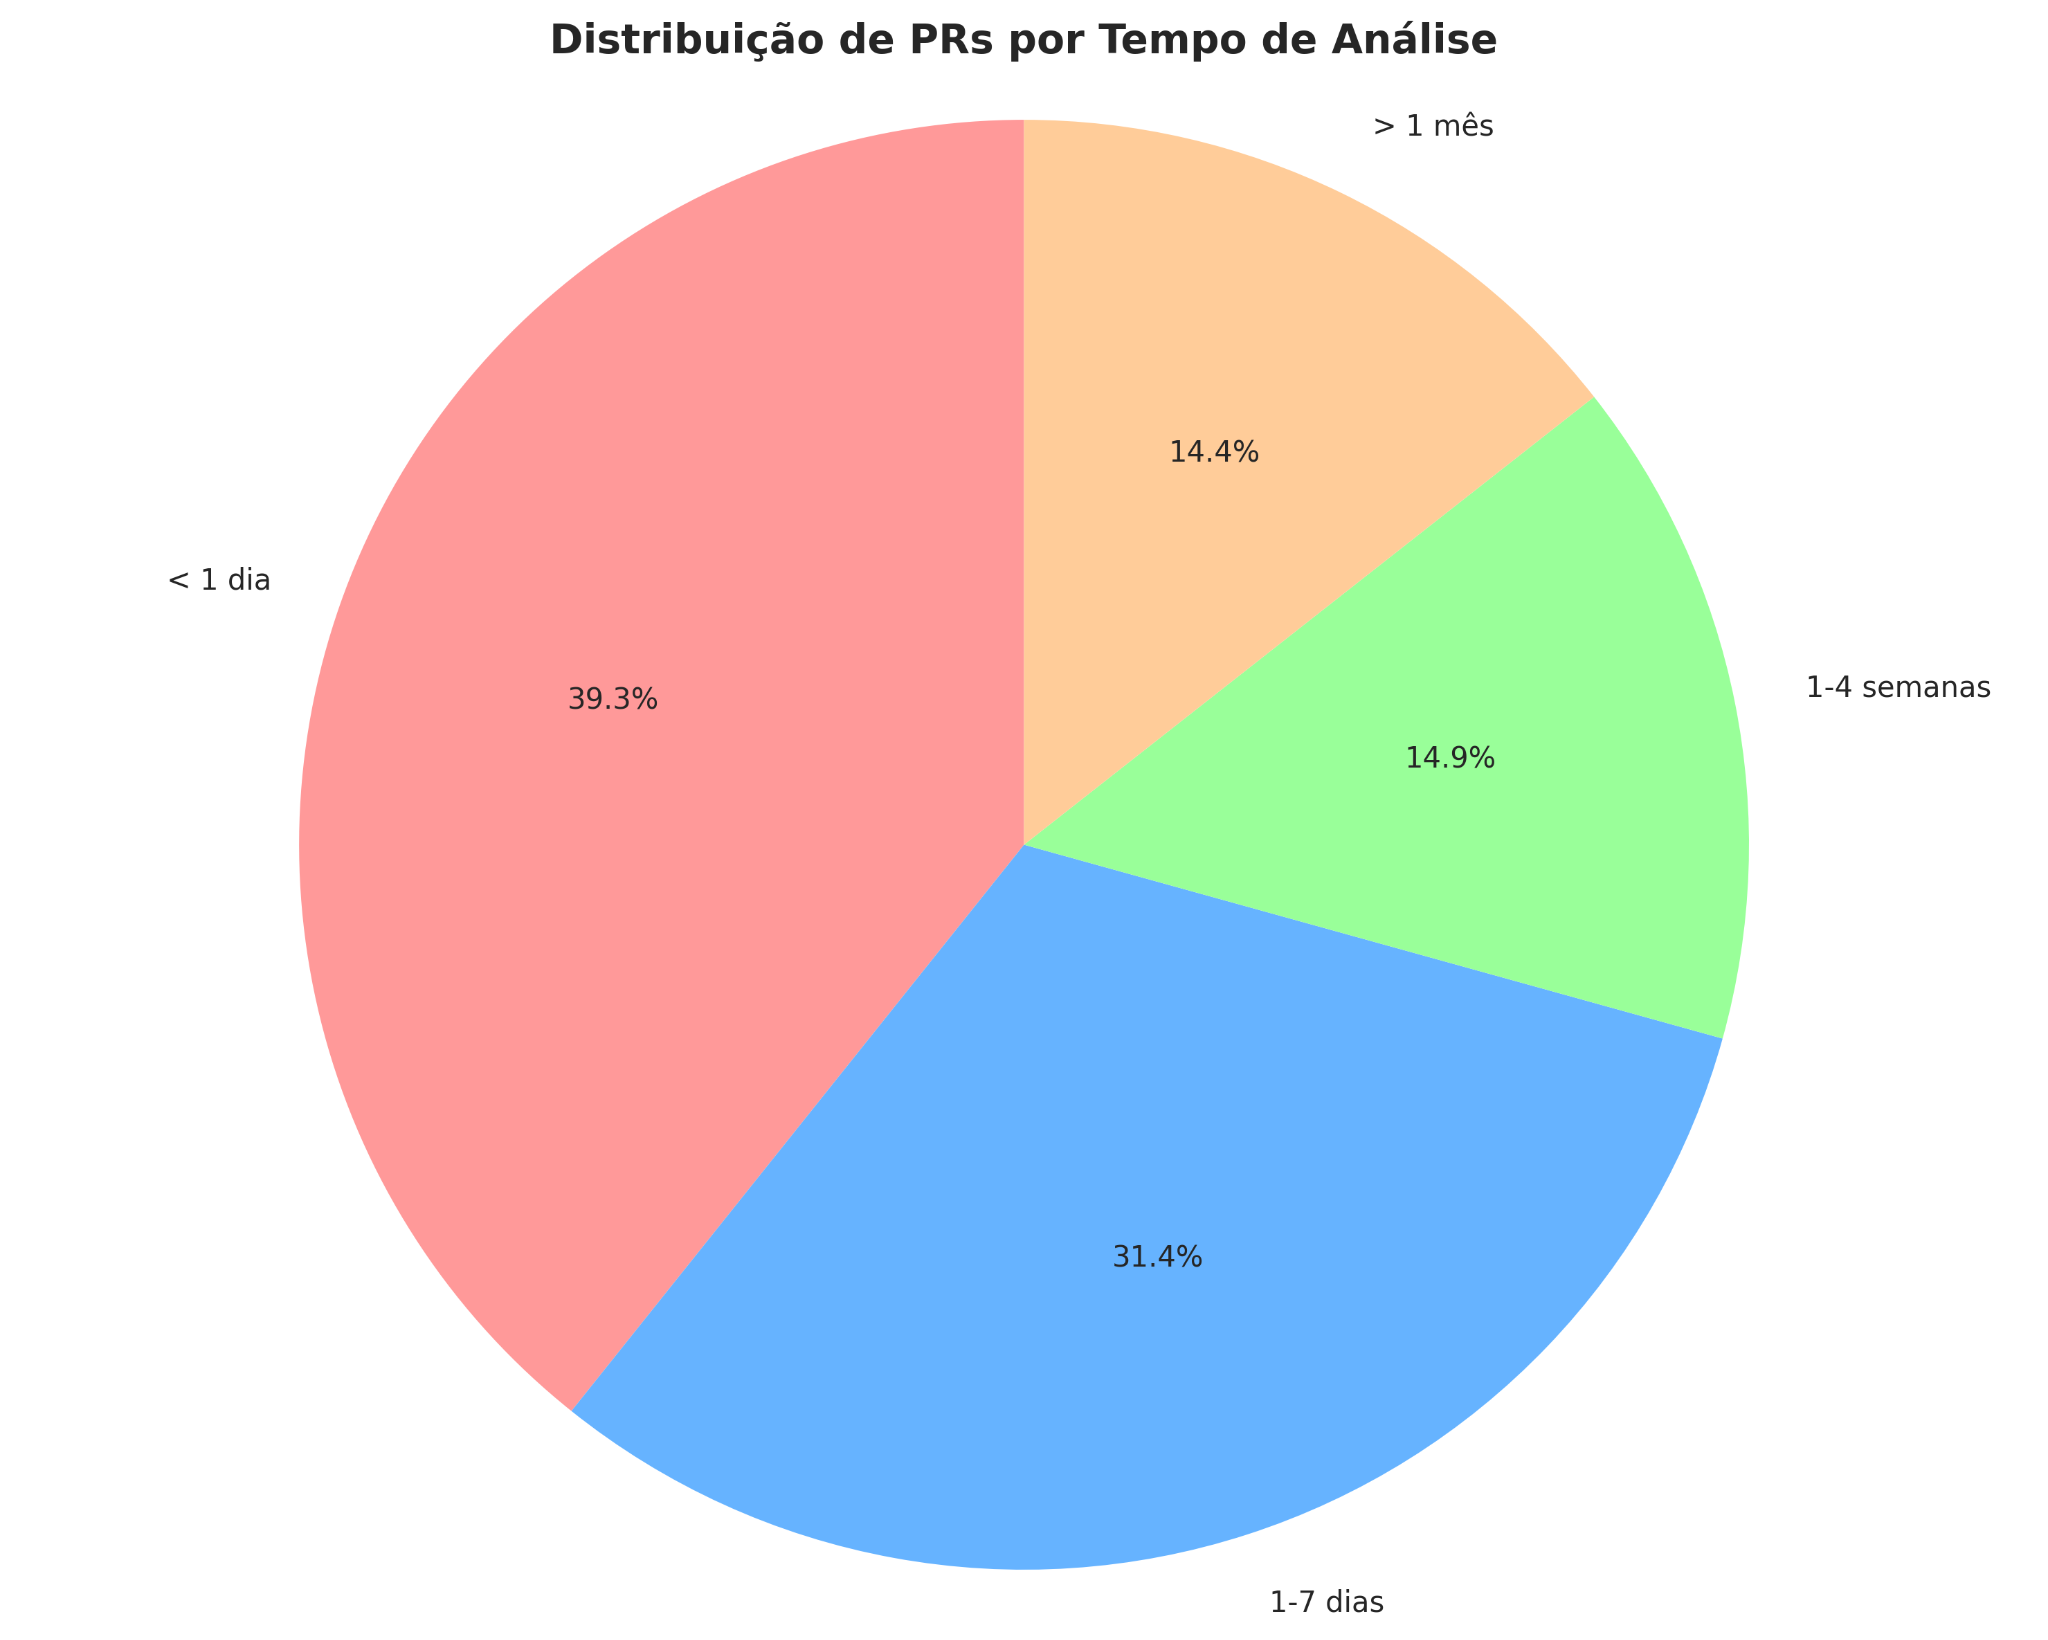 Distribuição de PRs por Tempo de Análise
> 1 mês
14.4%
< 1 dia
39.3%
1-4 semanas
14.9%
31.4%
1-7 dias